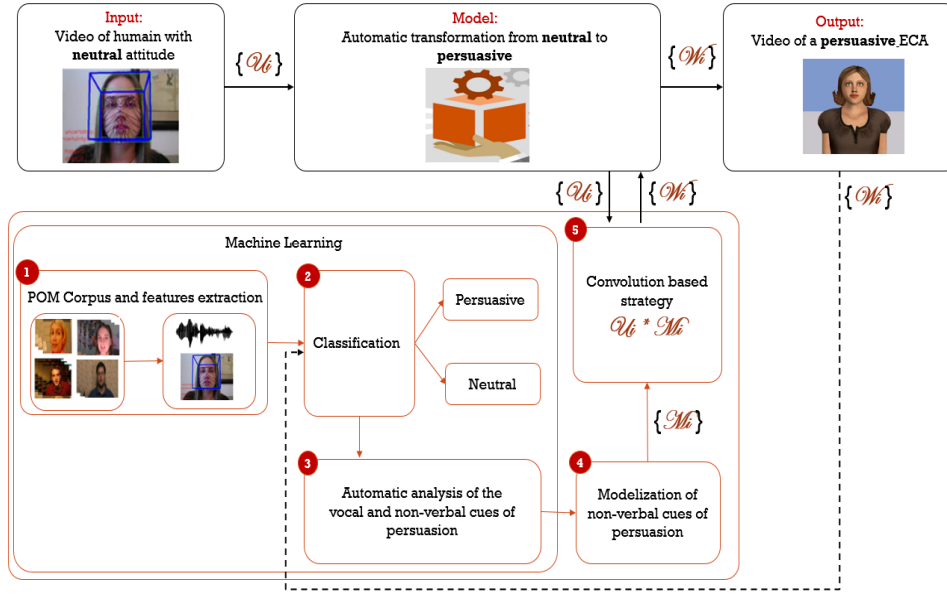 Input:
Video of human with
neutral attitude
{Ui}
Model:
Automatic transformation from neutral to
persuasive
{Wi}
Output:
Video of a persuasive ECA
{Ui}
{Wi}
{Wi}
Machine Learning
1
POM Corpus and features extraction
2
Classification
Persuasive
Neutral
3
Automatic analysis of the
vocal and non-verbal cues of
persuasion
4
Modelization of
non-verbal cues of
persuasion
{Mi}
5
Convolution based
strategy
Ui * Mi